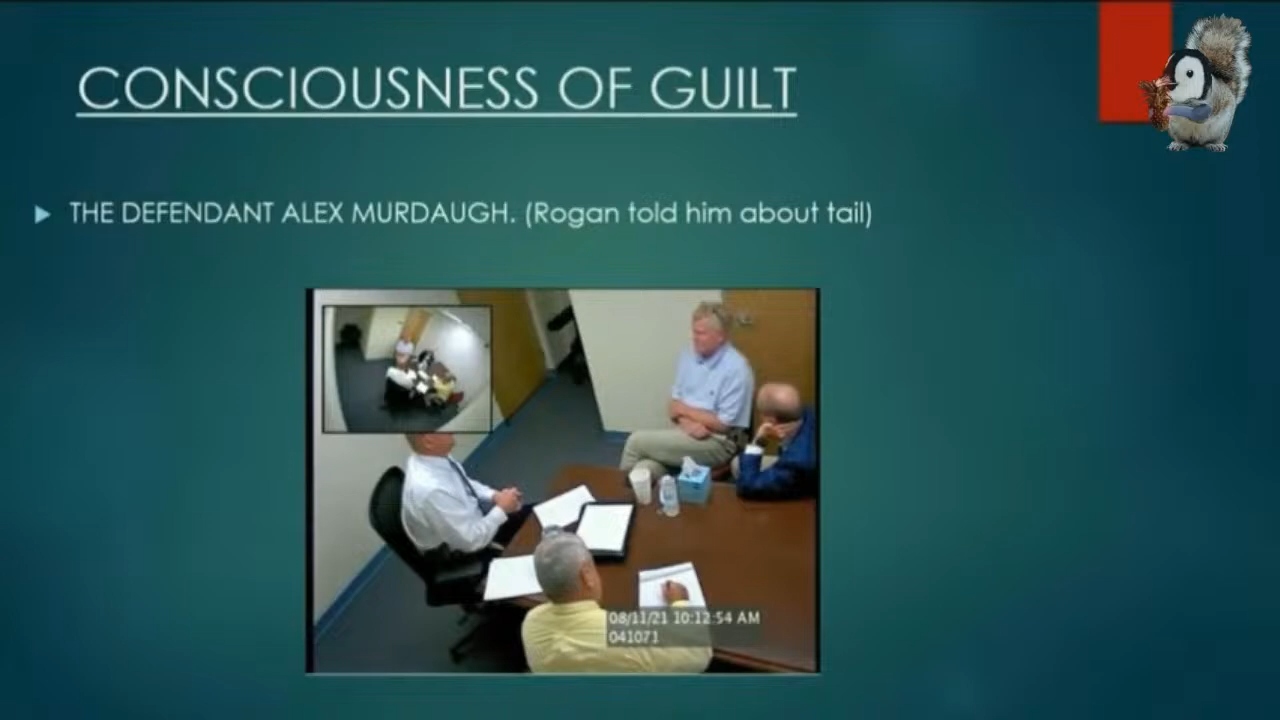 CONSCIOUSNESS OF GUILT
THE DEFENDANT ALEX MURDAUGH. (Rogan told him about tail)
08/11/21 10:12:54 AM
041071